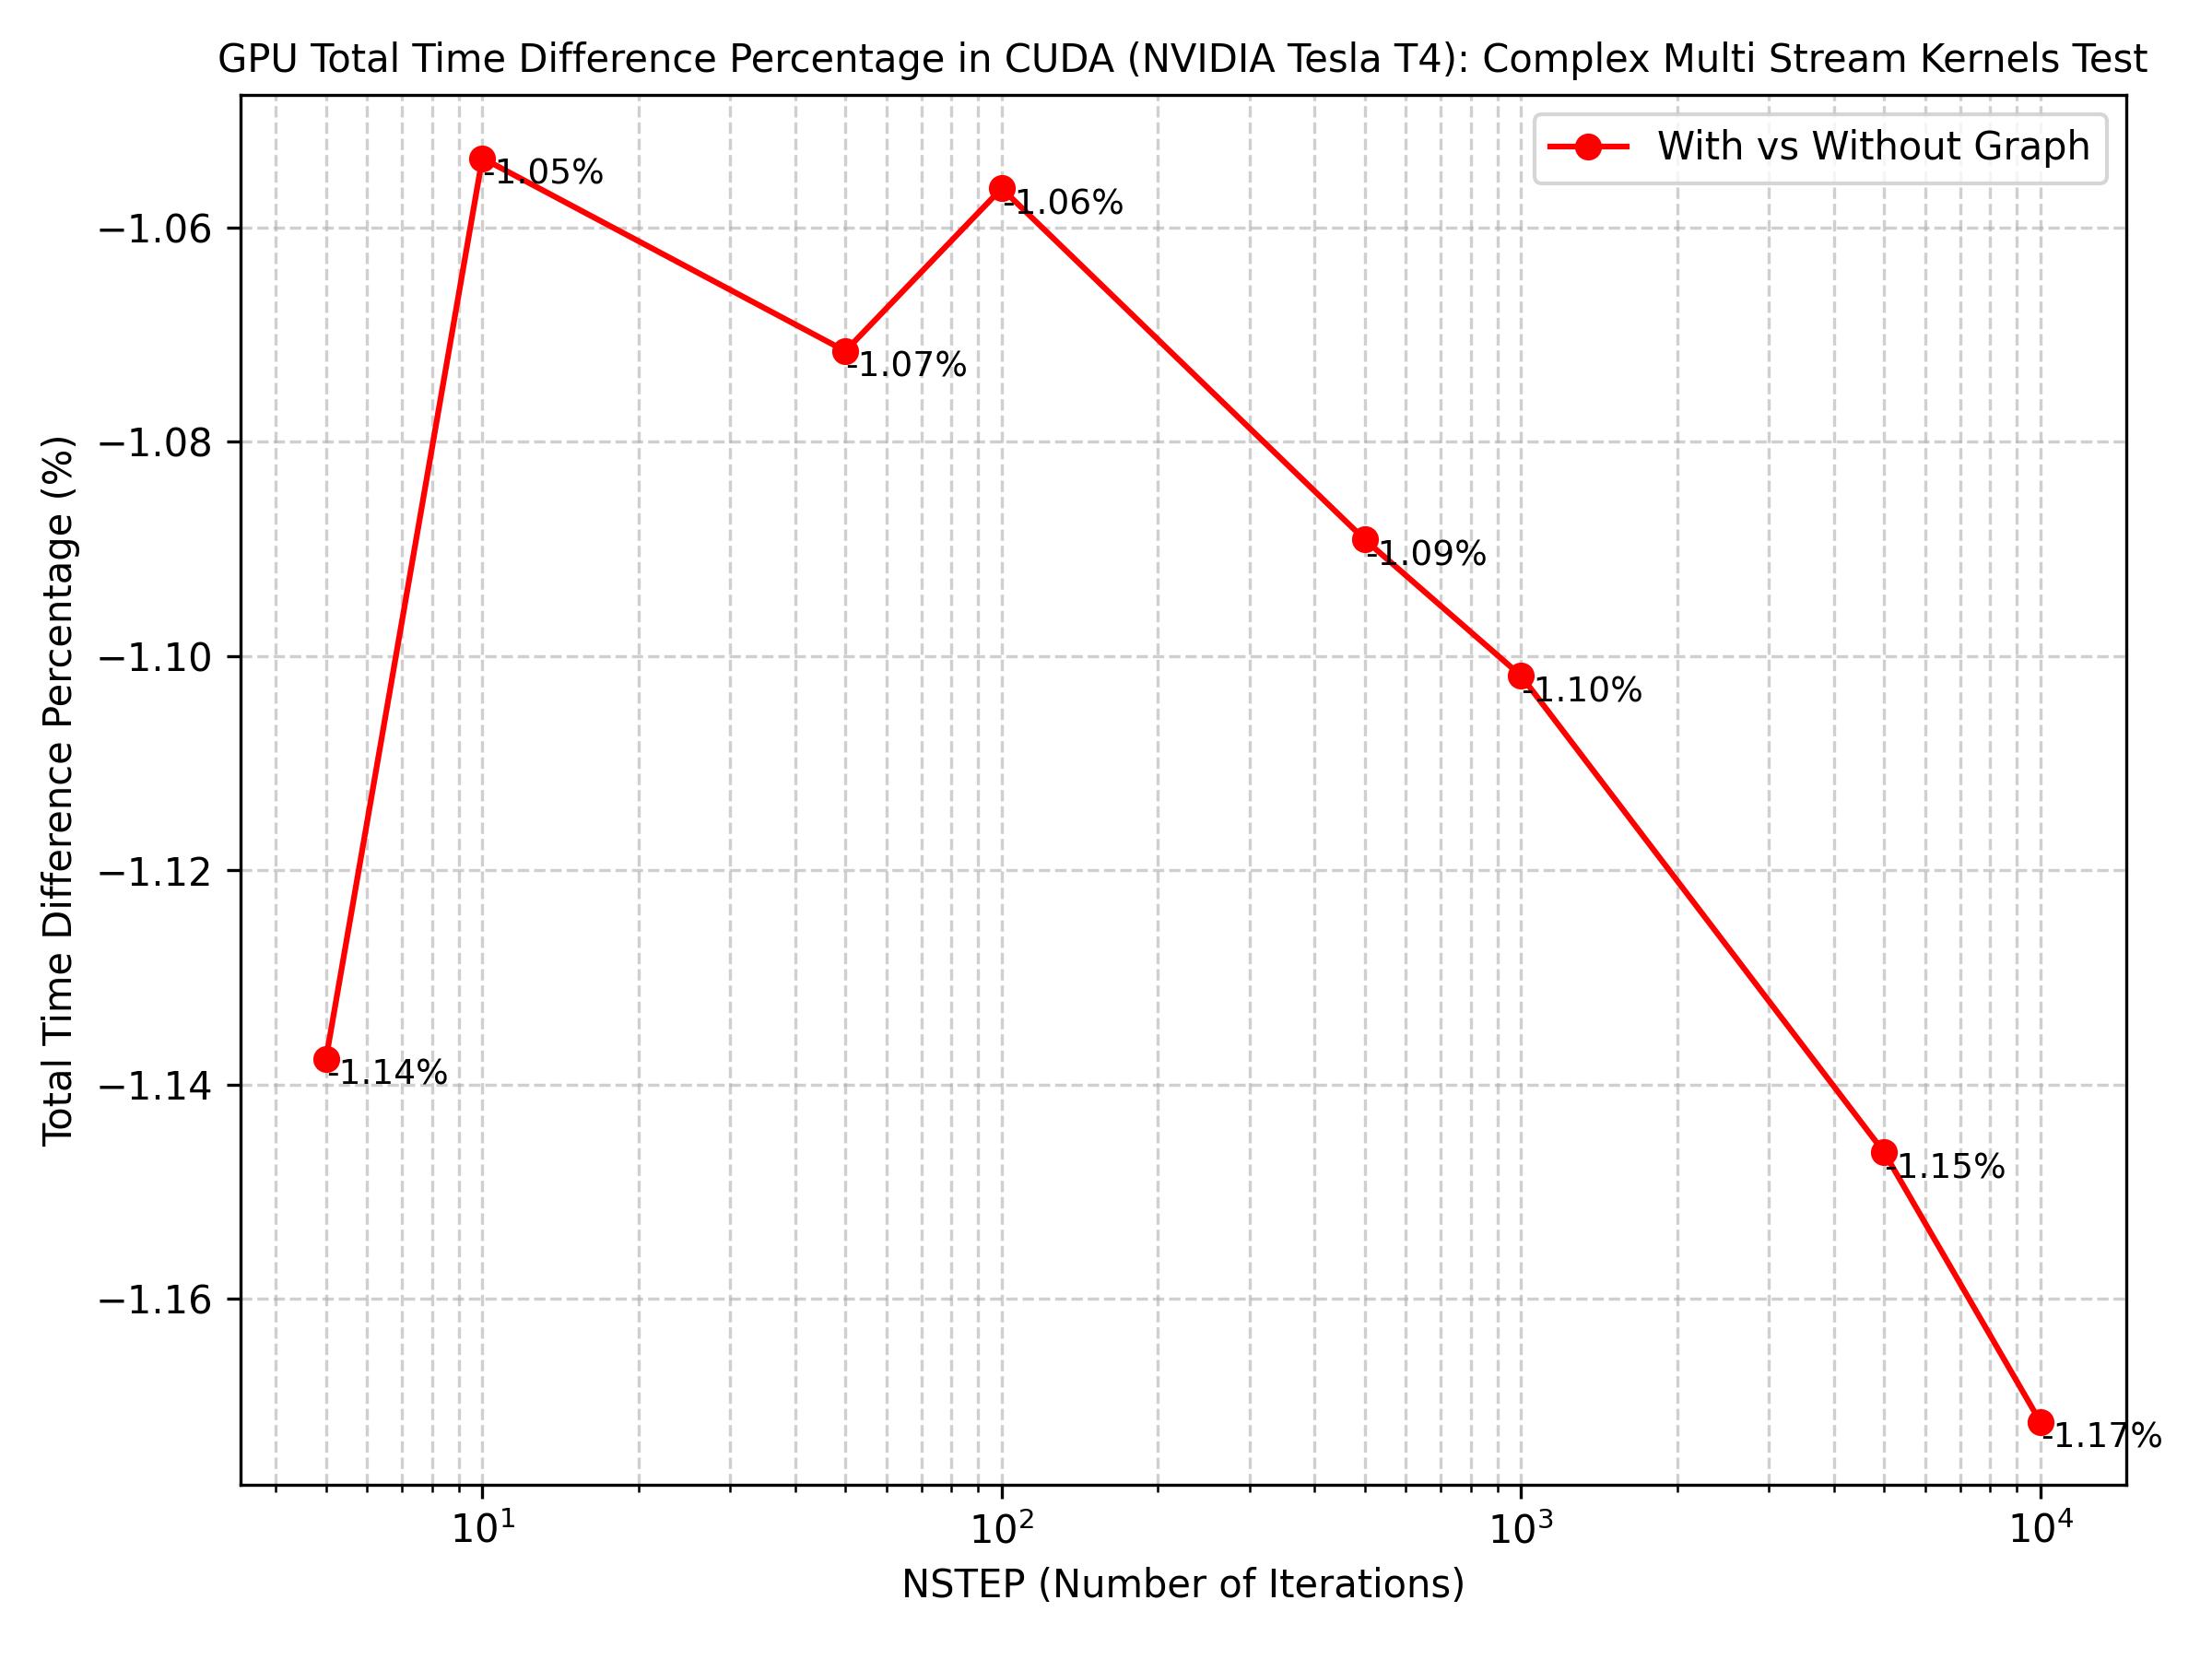 GPU Total Time Difference Percentage in CUDA (NVIDIA Tesla T4): Complex Multi Stream Kernels Test
With vs Without Graph
Total Time Difference Percentage (%)
−1.06
−1.08
−1.10
−1.12
−1.14
−1.16
-1.14%
-1.05%
-1.07%
-1.06%
-1.09%
-1.10%
-1.15%
-1.17%
10¹ 10² 10³ 10⁴
NSTEP (Number of Iterations)